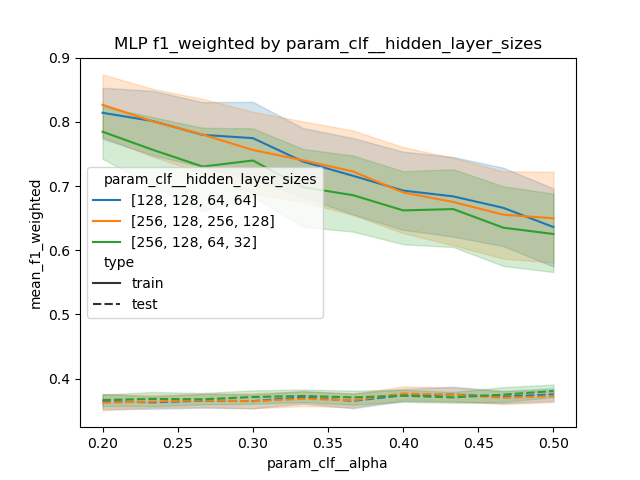 MLP f1_weighted by param_clf__hidden_layer_sizes
mean_f1_weighted
0.9
0.8
0.7
0.6
0.5
0.4
param_clf__hidden_layer_sizes
[128, 128, 64, 64]
[256, 128, 256, 128]
[256, 128, 64, 32]
type
train
test
0.20
0.25
0.30
0.35
0.40
0.45
0.50
param_clf__alpha